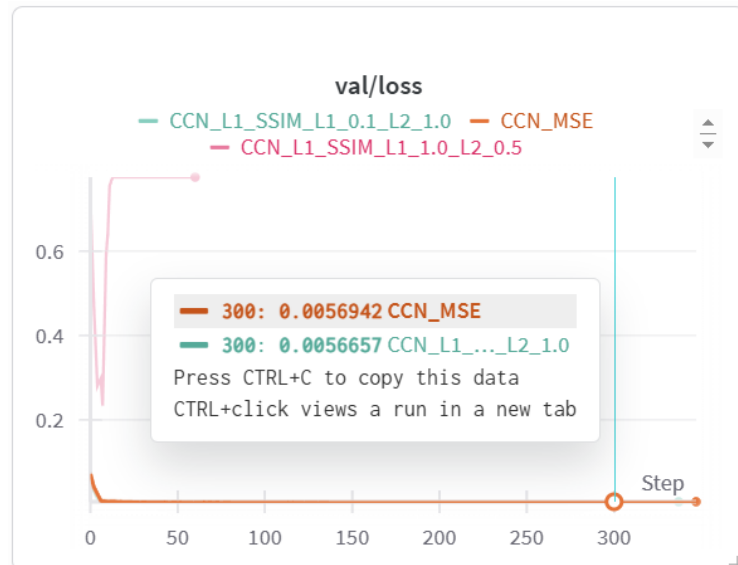 val/loss
CCN_L1_SSIM_L1_0.1_L2_1.0 CCN_MSE
CCN_L1_SSIM_L1_1.0_L2_0.5
0.6
300: 0.0056942 CCN_MSE
300: 0.0056657 CCN_L1_..._L2_1.0
0.4
Press CTRL+C to copy this data
CTRL+click views a run in a new tab
0.2
Step
0 50 100 150 200 250 300